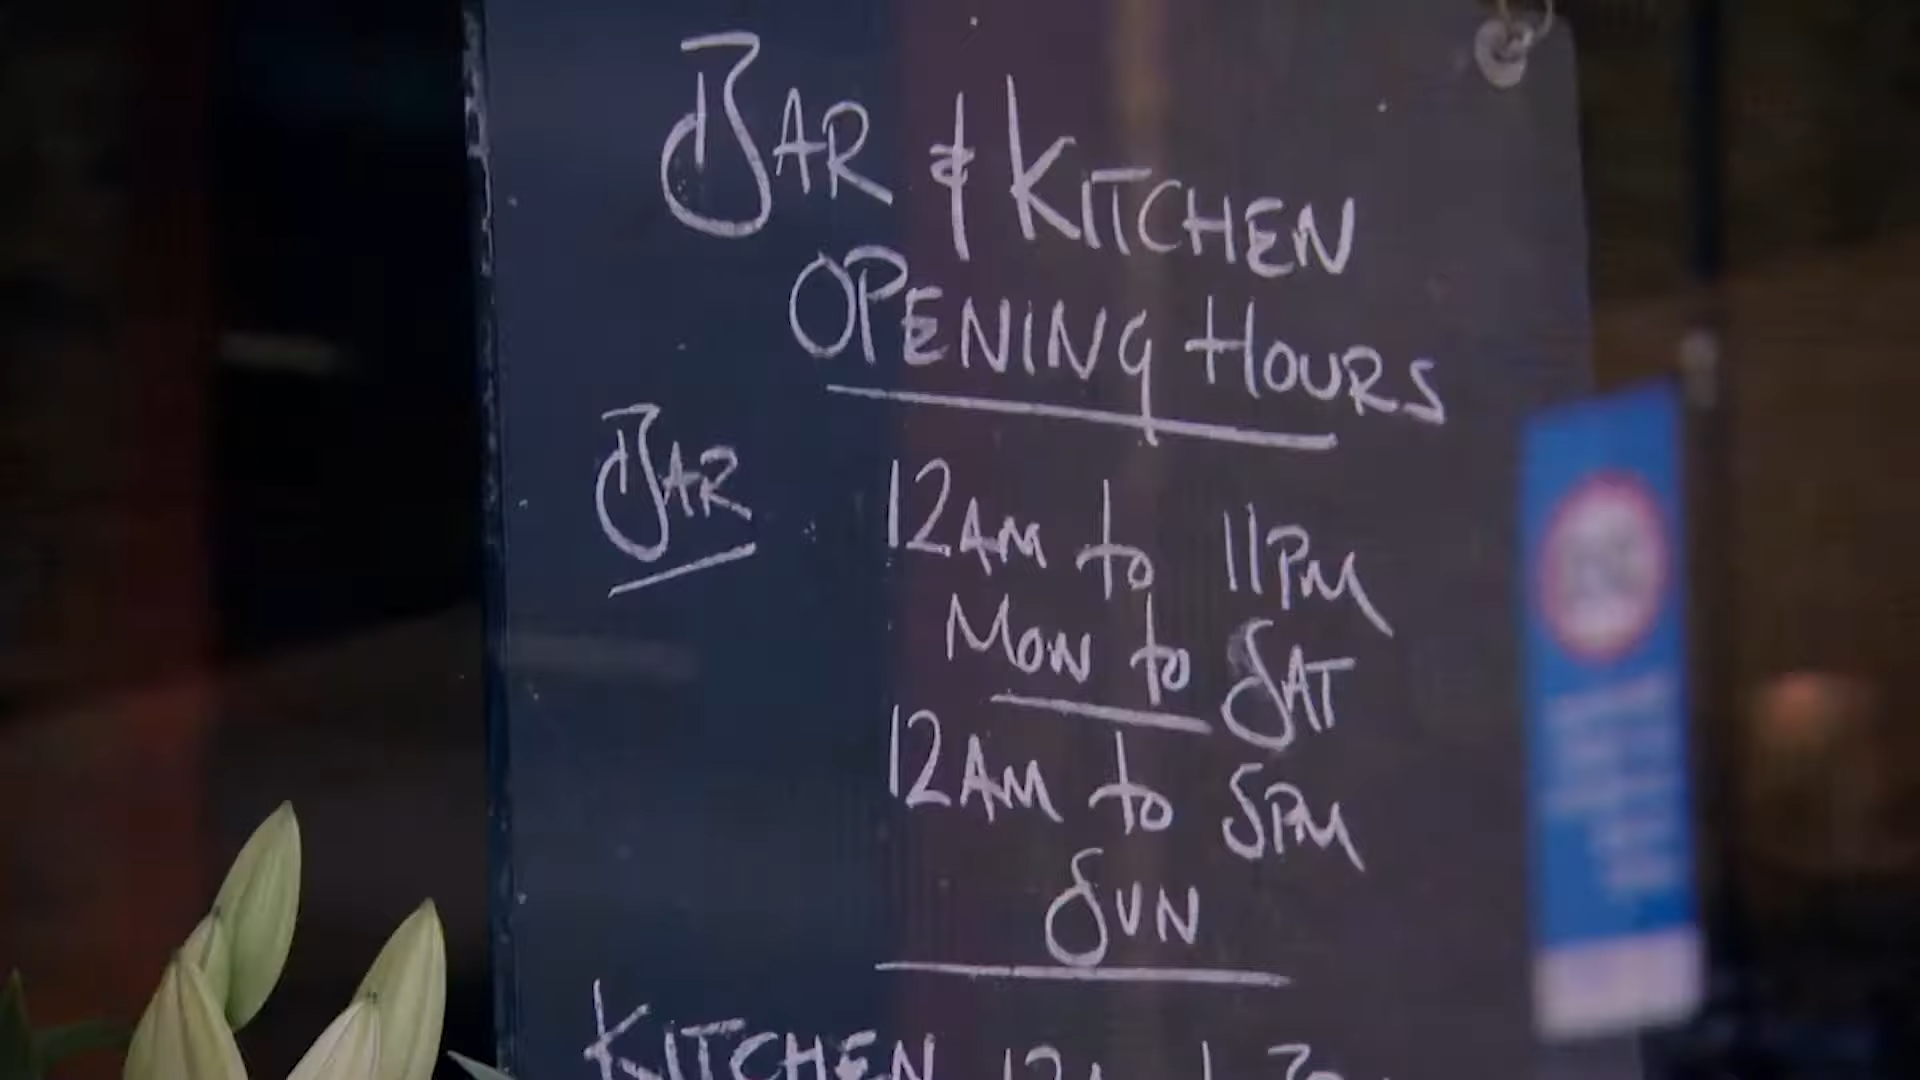 BAR & KITCHEN
OPENING HOURS
BAR 12AM to 11PM
MON to SAT
12AM to 5PM
SUN
KITCHEN